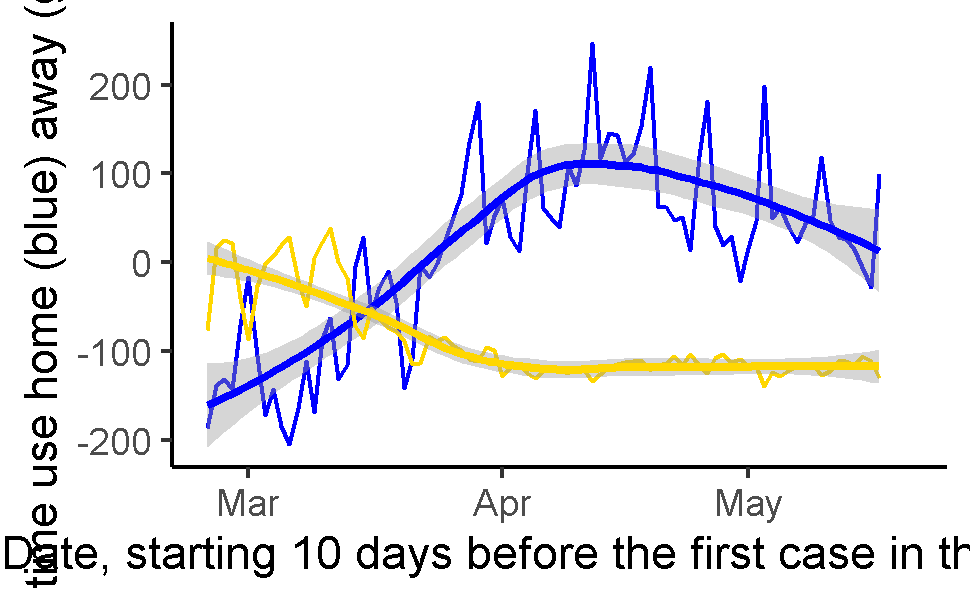 time use home (blue) away (
200
100
0
-100
-200
Mar Apr May
Date, starting 10 days before the first case in th